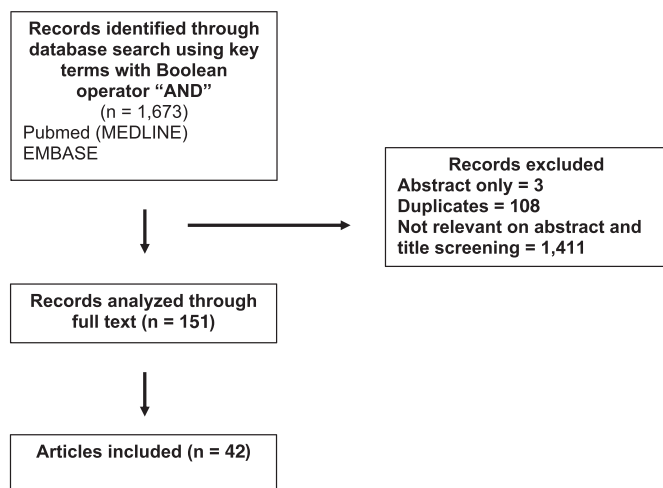 Records identified through
database search using key
terms with Boolean
operator “AND”
(n = 1,673)
Pubmed (MEDLINE)
EMBASE
Records excluded
Abstract only = 3
Duplicates = 108
Not relevant on abstract and
title screening = 1,411
Records analyzed through
full text (n = 151)
Articles included (n = 42)